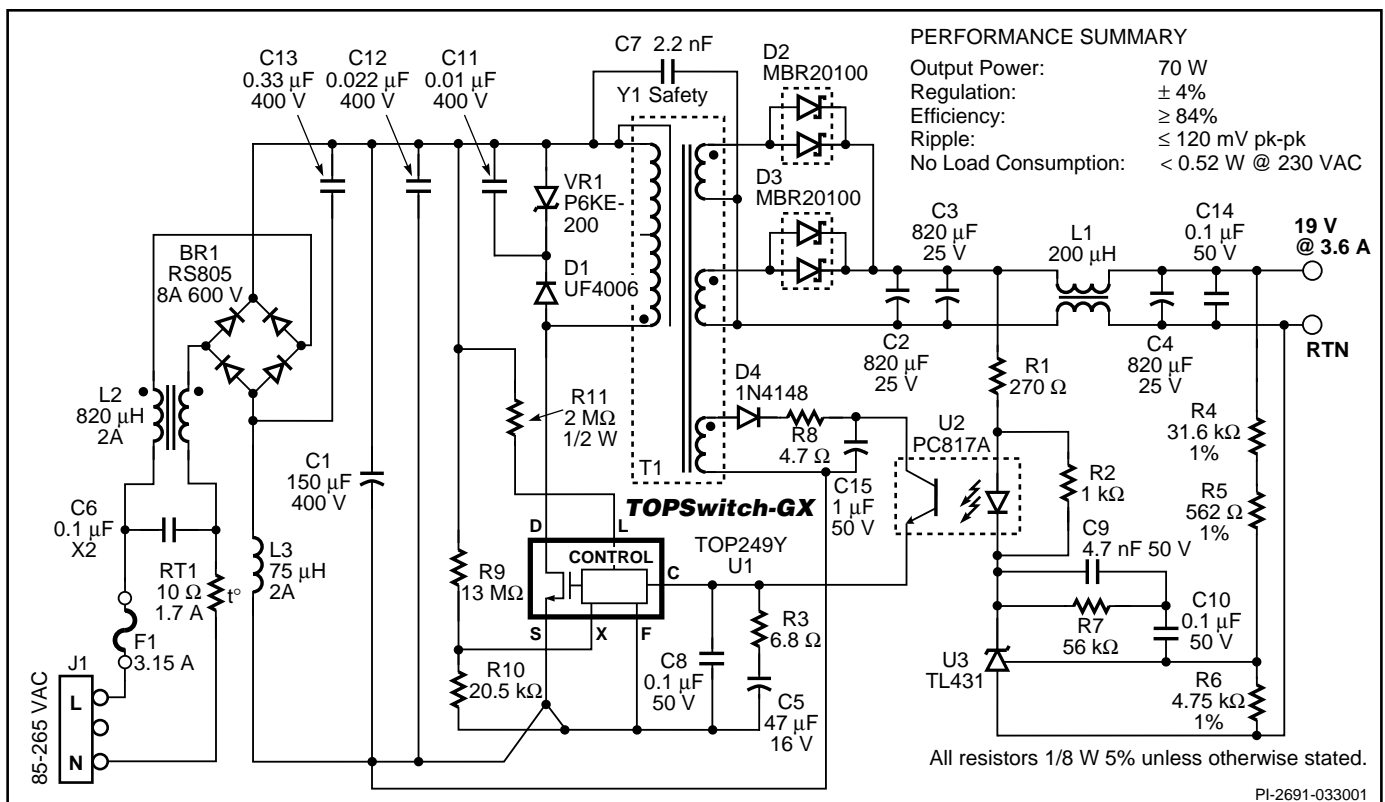 C7 2.2 nF
Y1 Safety
D2
MBR20100
PERFORMANCE SUMMARY
Output Power: 70 W
Regulation: ± 4%
Efficiency: ≥ 84%
Ripple: ≤ 120 mV pk-pk
No Load Consumption: < 0.52 W @ 230 VAC
C13
0.33 µF
400 V
C12
0.022 µF
400 V
C11
0.01 µF
400 V
VR1
P6KE-
200
D3
MBR20100
BR1
RS805
8A 600 V
D1
UF4006
C3
820 µF
25 V
L1
200 µH
C14
0.1 µF
50 V
19 V
@ 3.6 A
RTN
C2
820 µF
25 V
C4
820 µF
25 V
L2
820 µH
2A
R11
2 MΩ
1/2 W
D4
1N4148
R8
4.7 Ω
R1
270 Ω
U2
PC817A
R4
31.6 kΩ
1%
C1
150 µF
400 V
T1
C15
1 µF
50 V
R2
1 kΩ
R5
562 Ω
1%
C6
0.1 µF
X2
TOPSwitch-GX
D
L
CONTROL
C
S
X
F
TOP249Y
U1
C9
4.7 nF 50 V
RT1
10 Ω
1.7 A
t°
L3
75 µH
2A
R9
13 MΩ
R3
6.8 Ω
R7
56 kΩ
C10
0.1 µF
50 V
F1
3.15 A
J1
L
N
85-265 VAC
R10
20.5 kΩ
C8
0.1 µF
50 V
C5
47 µF
16 V
U3
TL431
R6
4.75 kΩ
1%
All resistors 1/8 W 5% unless otherwise stated.
PI-2691-033001